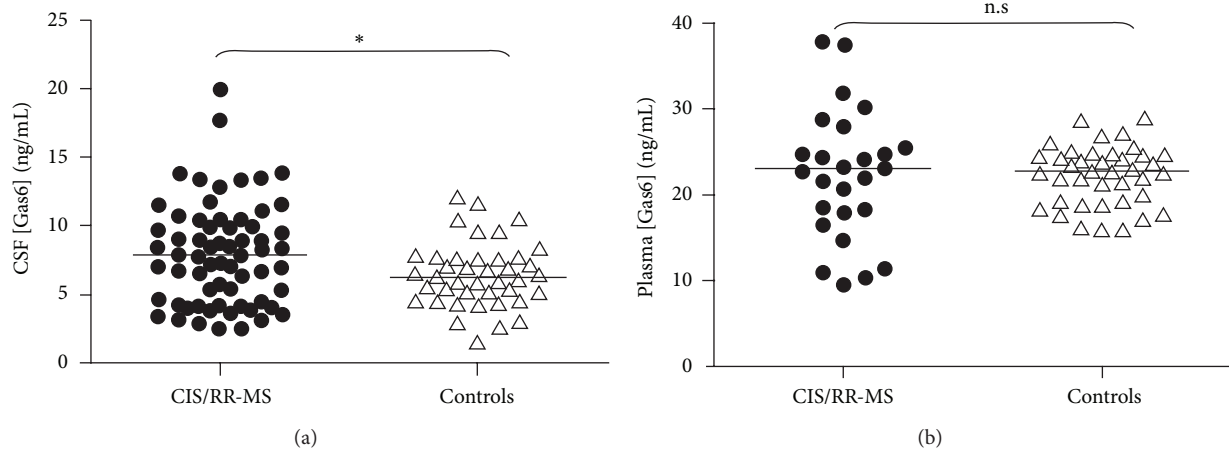 25
20
15
10
5
0
CSF [Gas6] (ng/mL)
*
CIS/RR-MS
Controls
(a)
40
30
20
10
0
Plasma [Gas6] (ng/mL)
n.s
CIS/RR-MS
Controls
(b)